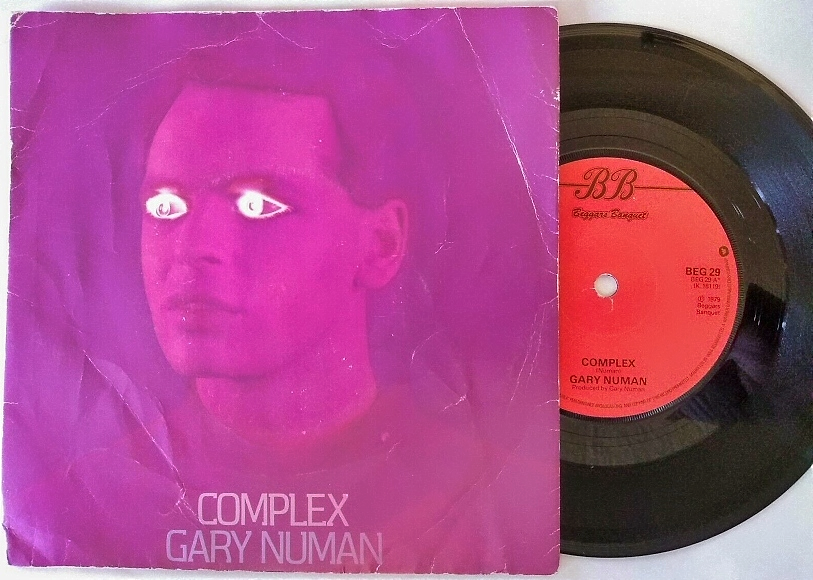 COMPLEX
GARY NUMAN
BB
Beggars Banquet
BEG 29
BEG 29 A
(K 18119)
℗ 1979
Beggars
Banquet
COMPLEX
(Numan)
GARY NUMAN
Produced by Gary Numan